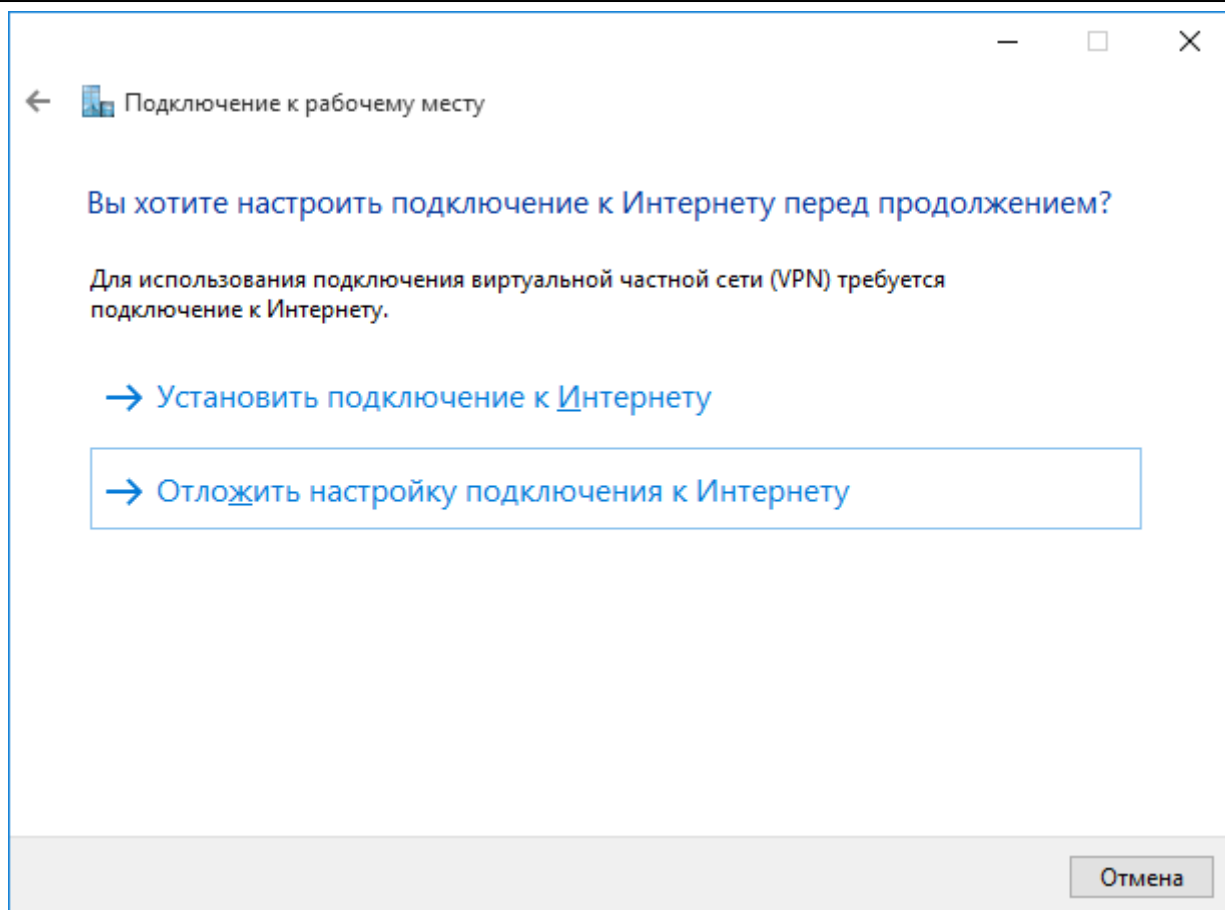 Подключение к рабочему месту
Вы хотите настроить подключение к Интернету перед продолжением?
Для использования подключения виртуальной частной сети (VPN) требуется
подключение к Интернету.
Установить подключение к Интернету
Отложить настройку подключения к Интернету
Отмена